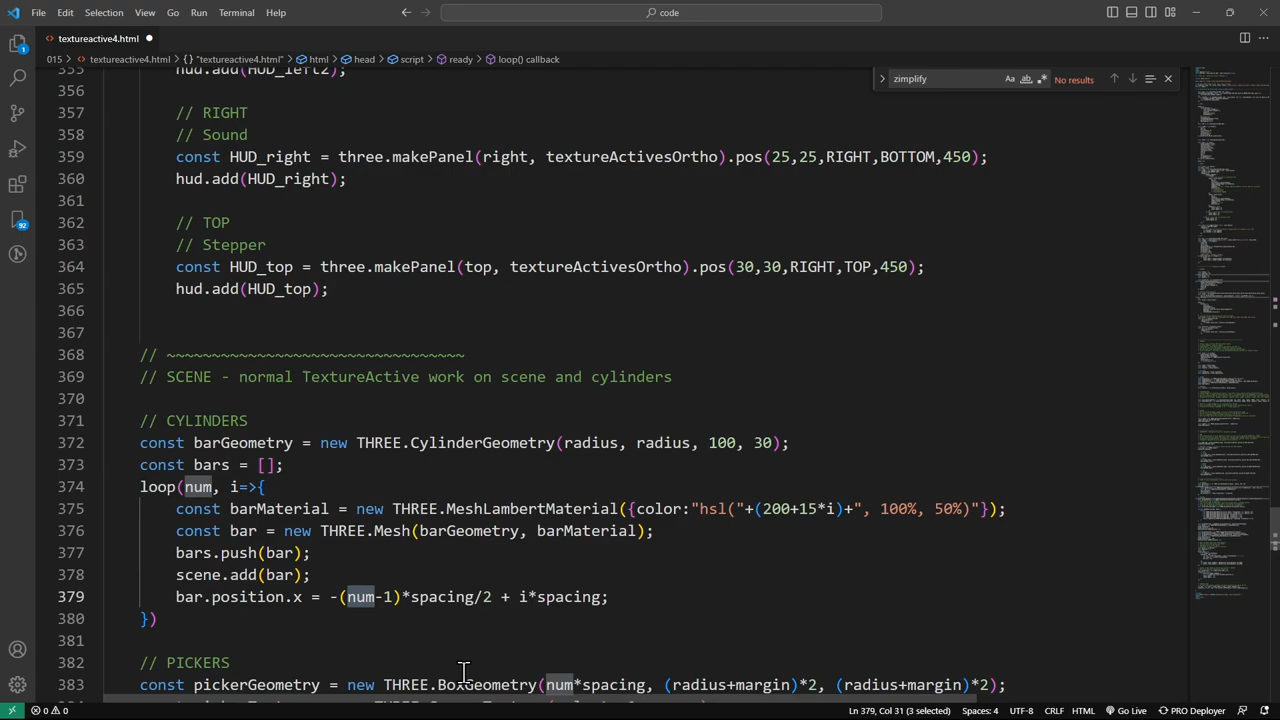 File Edit Selection View Go Run Terminal Help
code
textureactive4.html
015 > textureactive4.html > {} "textureactive4.html" > html > head > script > ready > loop() callback
zimplify Aa ab No results
355 hud.add(HUD_left2);
356
357 // RIGHT
358 // Sound
359 const HUD_right = three.makePanel(right, textureActivesOrtho).pos(25,25,RIGHT,BOTTOM,450);
360 hud.add(HUD_right);
361
362 // TOP
363 // Stepper
364 const HUD_top = three.makePanel(top, textureActivesOrtho).pos(30,30,RIGHT,TOP,450);
365 hud.add(HUD_top);
366
367
368 // ~~~~~~~~~~~~~~~~~~~~~~~~~~~~~~~~~
369 // SCENE - normal TextureActive work on scene and cylinders
370
371 // CYLINDERS
372 const barGeometry = new THREE.CylinderGeometry(radius, radius, 100, 30);
373 const bars = [];
374 loop(num, i=>{
375 const barMaterial = new THREE.MeshLambertMaterial({color:"hsl("+(200+15*i)+", 100%, 50%)"});
376 const bar = new THREE.Mesh(barGeometry, barMaterial);
377 bars.push(bar);
378 scene.add(bar);
379 bar.position.x = -(num-1)*spacing/2 + i*spacing;
380 })
381
382 // PICKERS
383 const pickerGeometry = new THREE.BoxGeometry(num*spacing, (radius+margin)*2, (radius+margin)*2);
1
92
0 0 Ln 379, Col 31 (3 selected) Spaces: 4 UTF-8 CRLF HTML Go Live PRO Deployer